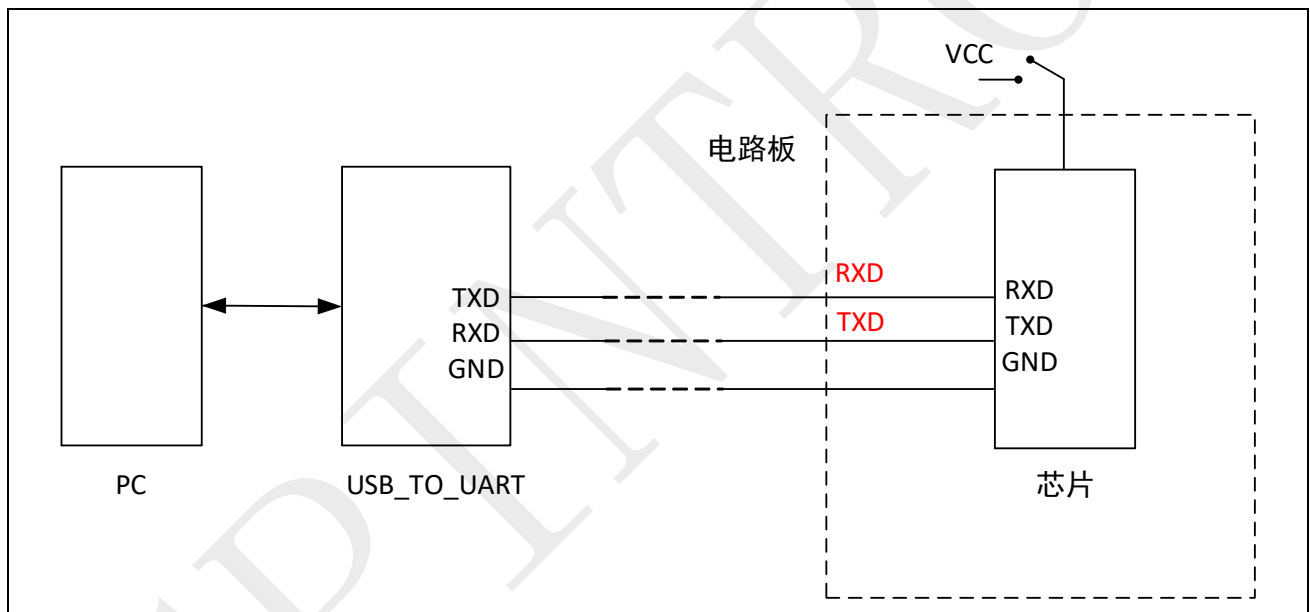 VCC
电路板
RXD
TXD
RXD
TXD
RXD
TXD
GND
GND
PC
USB_TO_UART
芯片